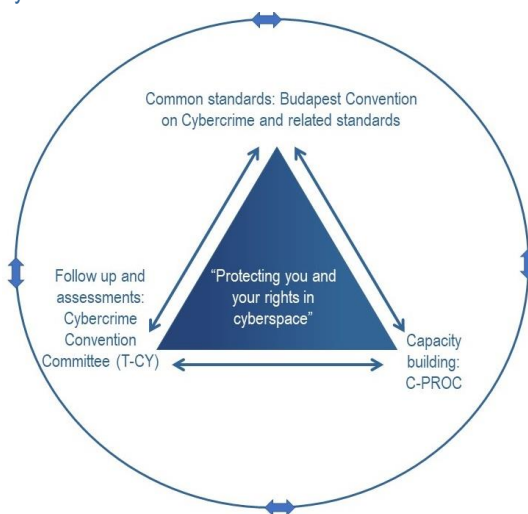 Common standards: Budapest Convention
on Cybercrime and related standards
Follow up and
assessments:
Cybercrime
Convention
Committee (T-CY)
“Protecting you and
your rights in
cyberspace”
Capacity
building:
C-PROC